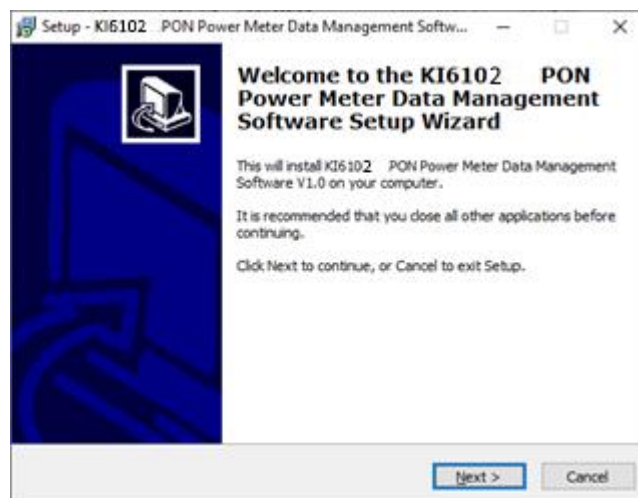 Setup - KI6102 PON Power Meter Data Management Softw...
Welcome to the KI6102 PON
Power Meter Data Management
Software Setup Wizard
This will install KI6102 PON Power Meter Data Management
Software V1.0 on your computer.
It is recommended that you close all other applications before
continuing.
Click Next to continue, or Cancel to exit Setup.
Next > Cancel